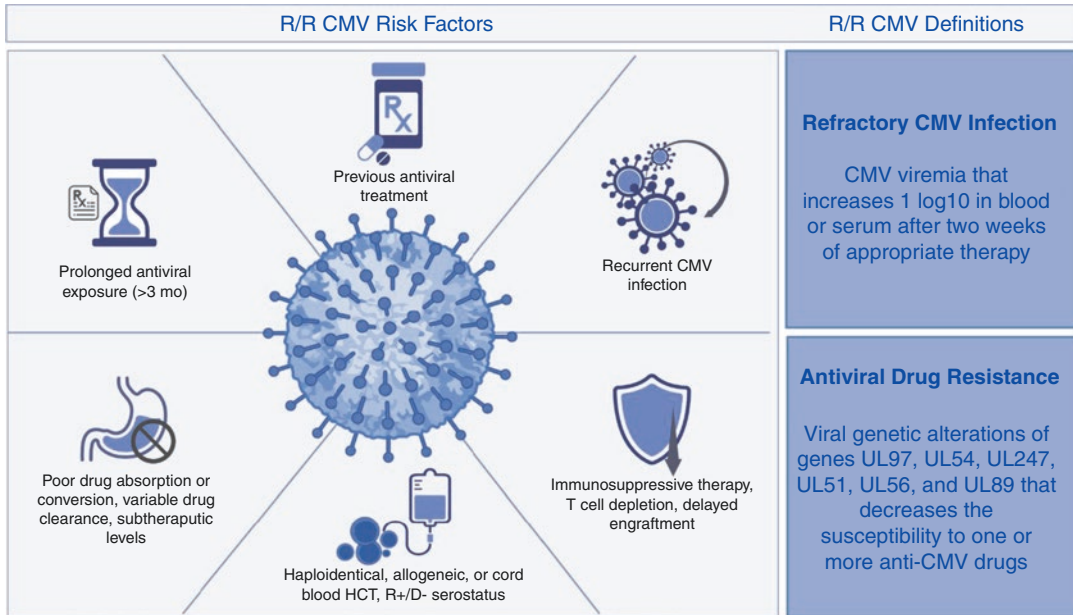 R/R CMV Risk Factors
R/R CMV Definitions
Rx
Previous antiviral
treatment
Rx
Prolonged antiviral
exposure (>3 mo)
Recurrent CMV
infection
Poor drug absorption or
conversion, variable drug
clearance, subtheraputic
levels
Immunosuppressive therapy,
T cell depletion, delayed
engraftment
Haploidentical, allogeneic, or cord
blood HCT, R+/D- serostatus
Refractory CMV Infection
CMV viremia that
increases 1 log10 in blood
or serum after two weeks
of appropriate therapy
Antiviral Drug Resistance
Viral genetic alterations of
genes UL97, UL54, UL247,
UL51, UL56, and UL89 that
decreases the
susceptibility to one or
more anti-CMV drugs